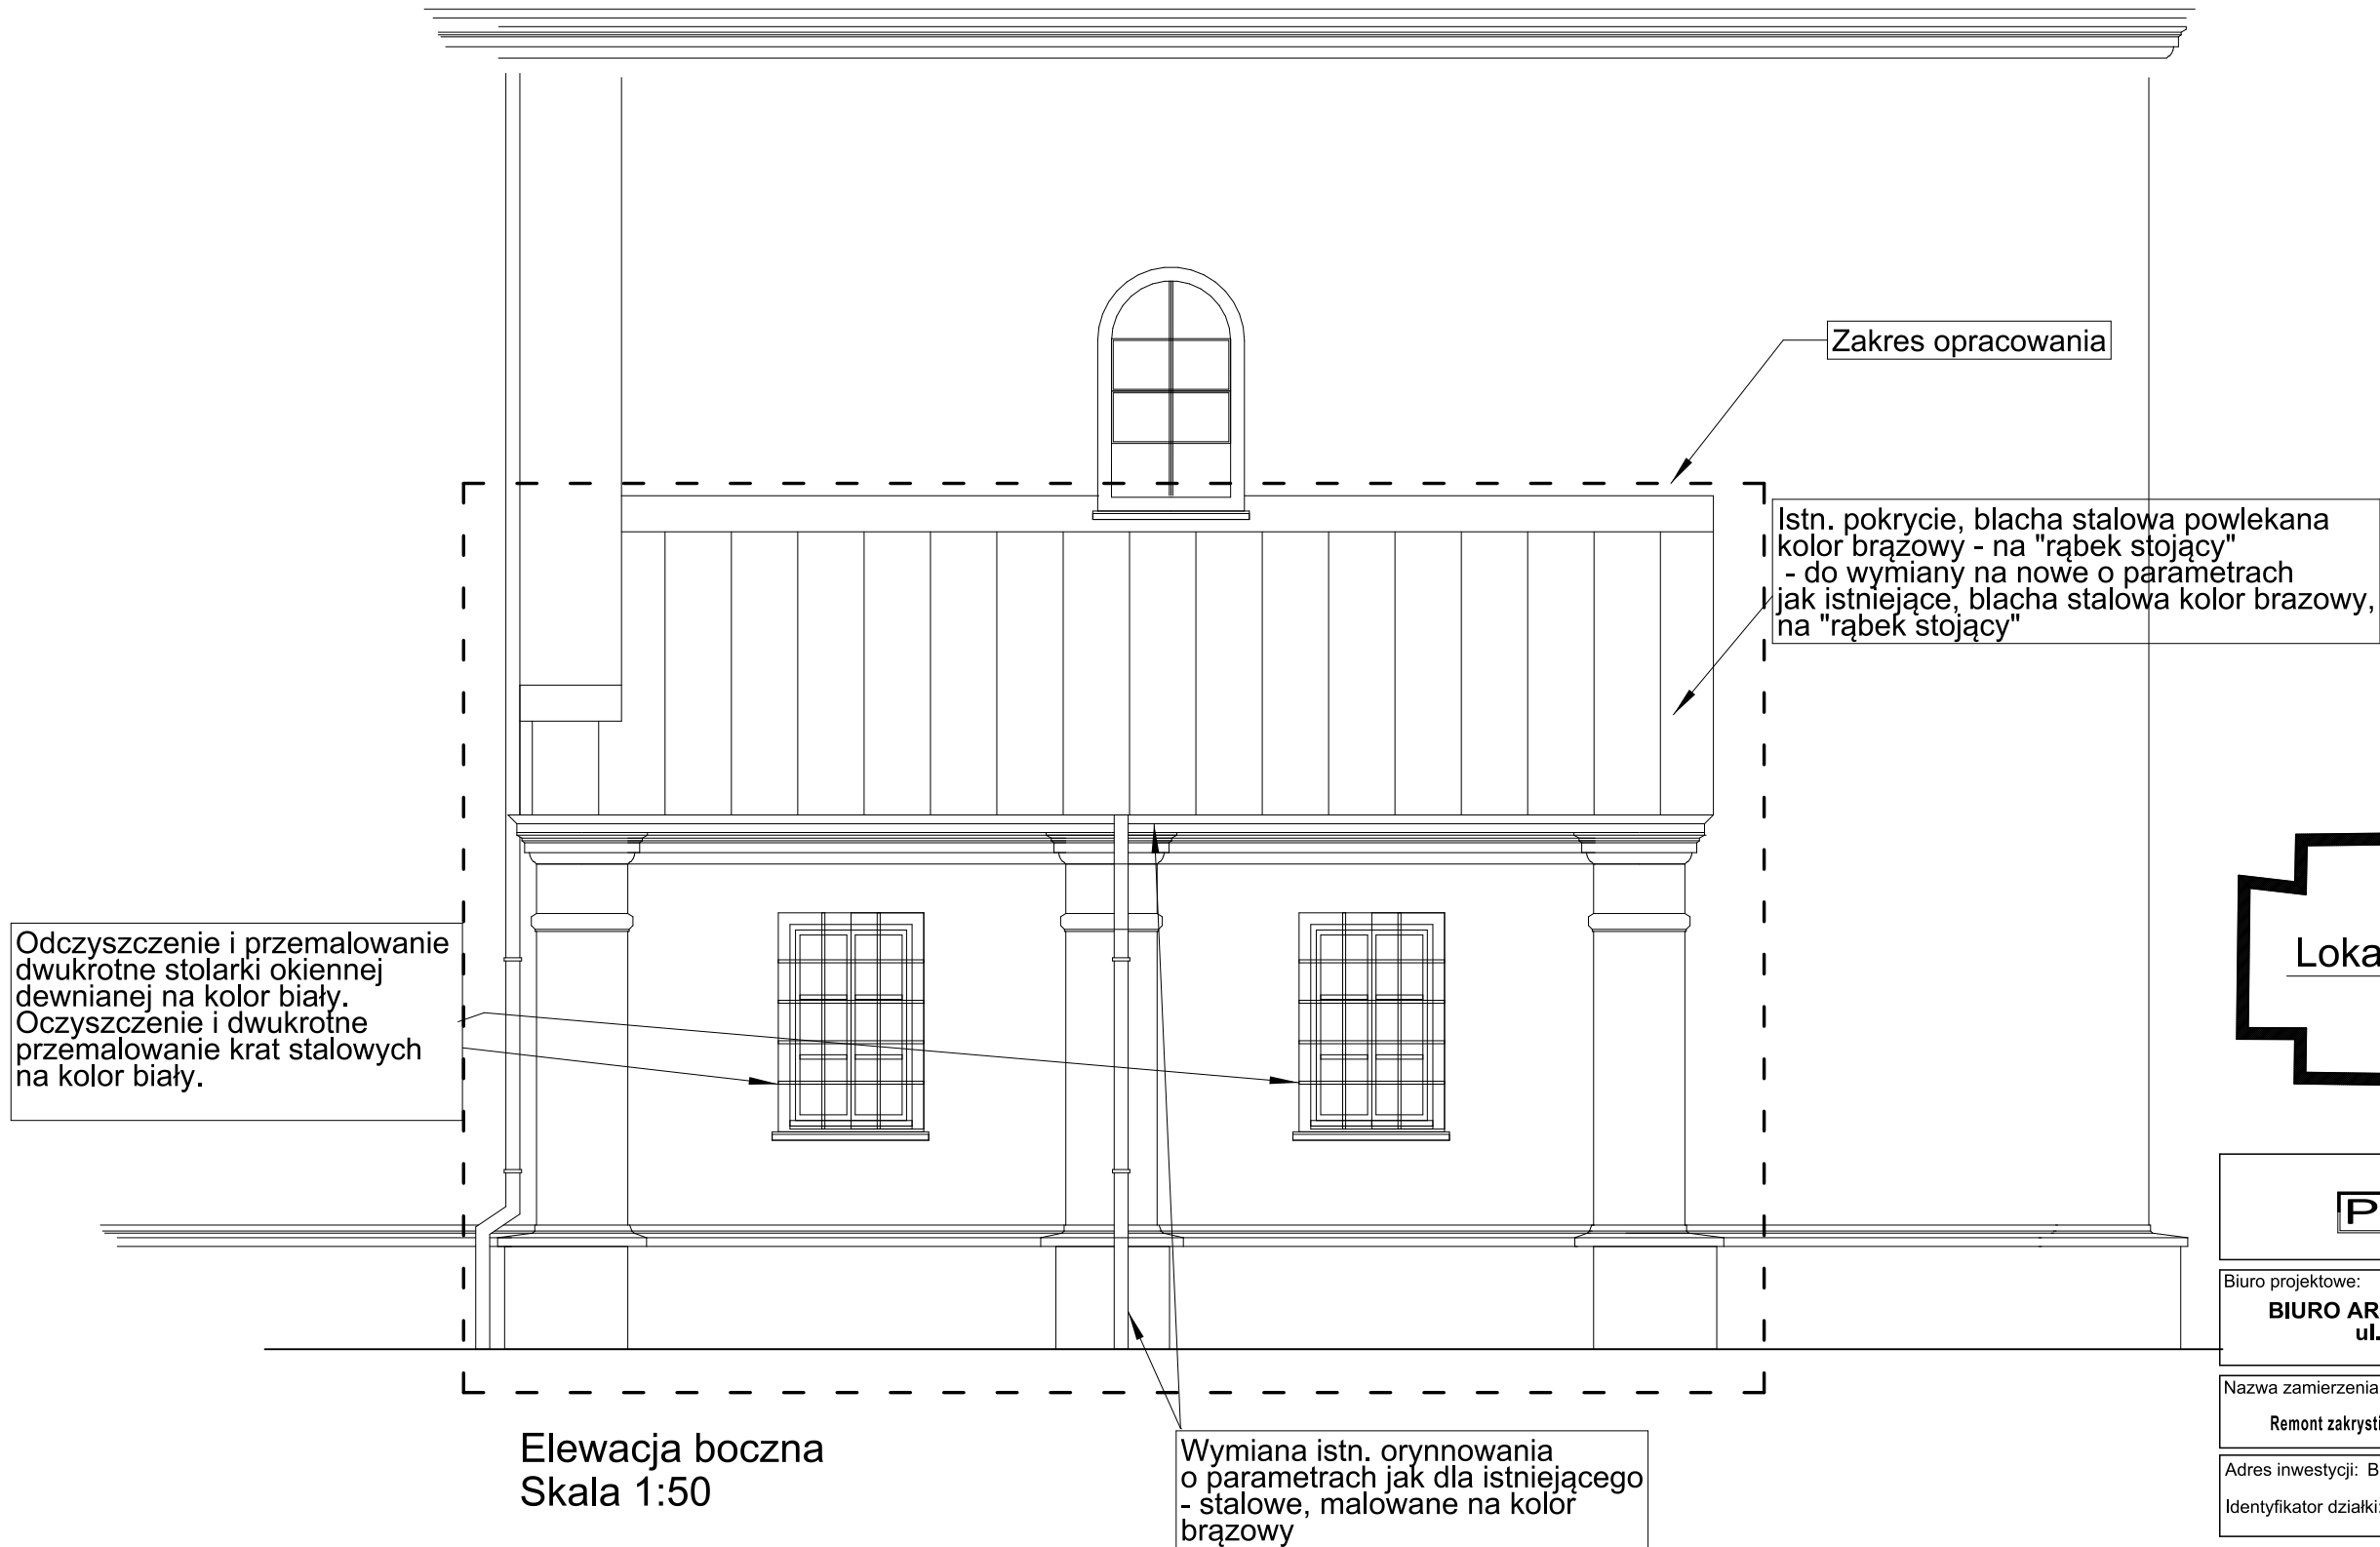 Zakres opracowania
Istn. pokrycie, blacha stalowa powlekana
kolor brązowy - na "rąbek stojący"
- do wymiany na nowe o parametrach
jak istniejące, blacha stalowa kolor brazowy,
na "rąbek stojący"
Odczyszczenie i przemalowanie
dwukrotne stolarki okiennej
dewnianej na kolor biały.
Oczyszczenie i dwukrotne
przemalowanie krat stalowych
na kolor biały.
Loka
P
Biuro projektowe:
BIURO AR
ul.
Nazwa zamierzenia
Remont zakrysti
Adres inwestycji: B
Identyfikator działki:
Elewacja boczna
Skala 1:50
Wymiana istn. orynnowania
o parametrach jak dla istniejącego
- stalowe, malowane na kolor
brązowy